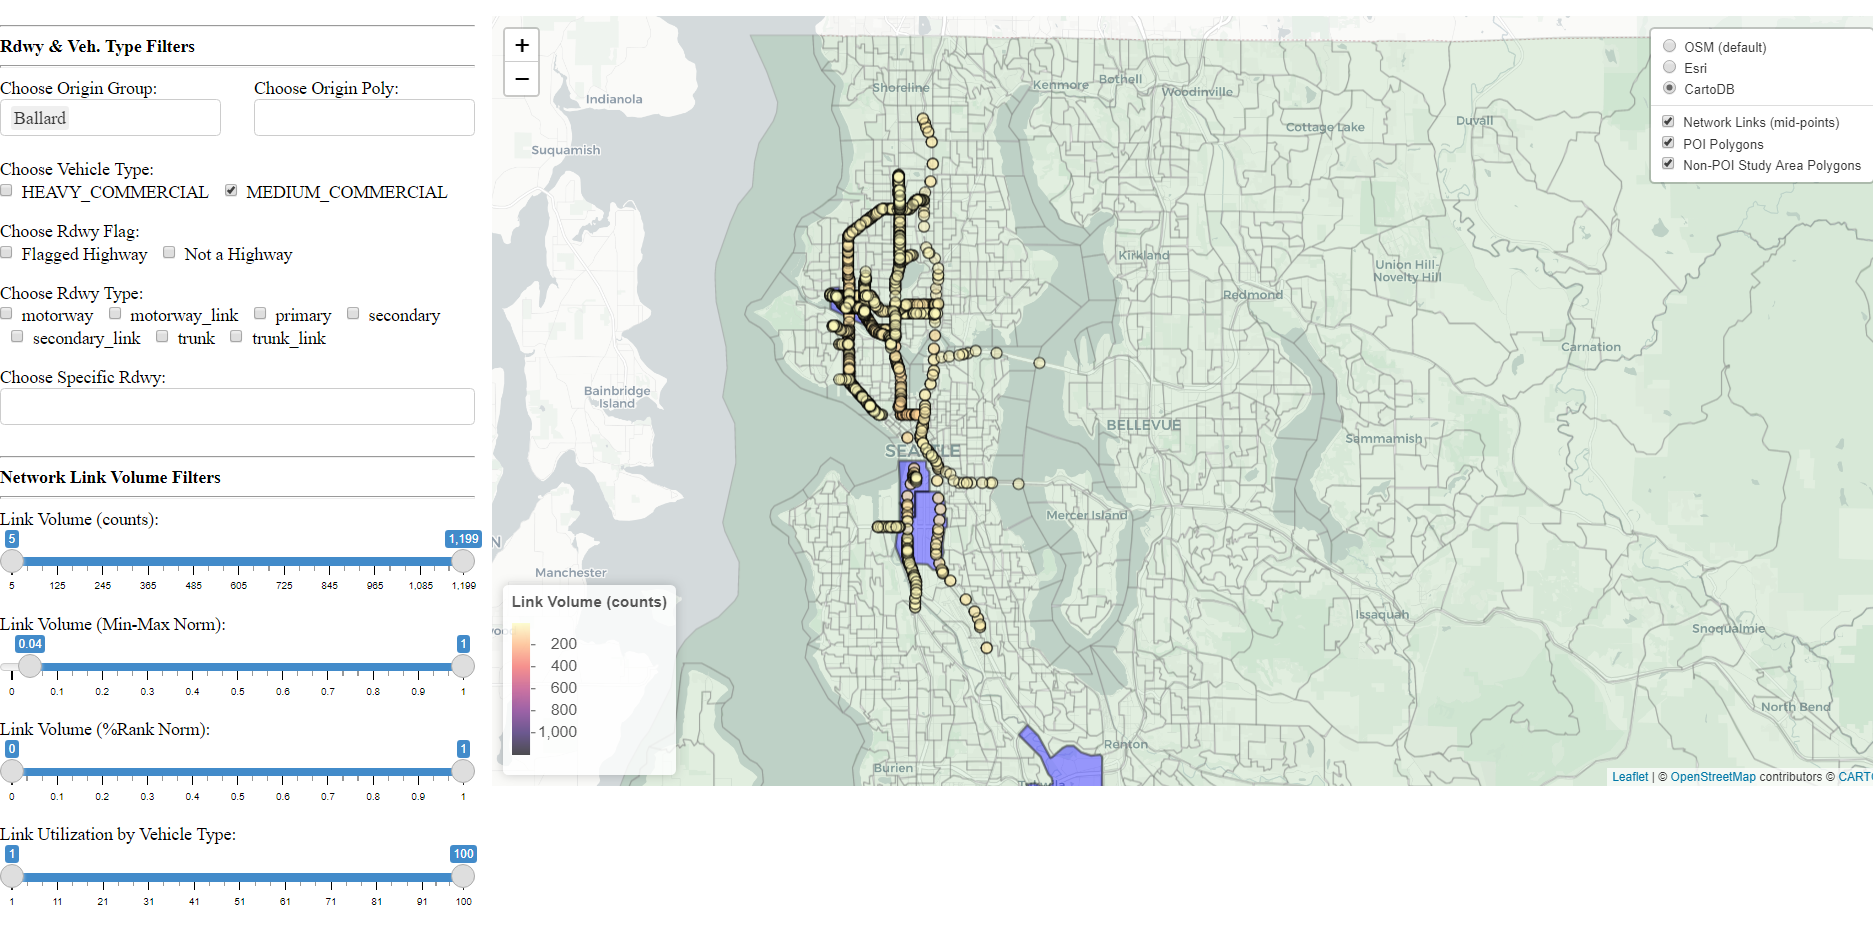 Rdwy & Veh. Type Filters
Choose Origin Group:
Choose Origin Poly:
Ballard
Choose Vehicle Type:
HEAVY_COMMERCIAL
MEDIUM_COMMERCIAL
Choose Rdwy Flag:
Flagged Highway
Not a Highway
Choose Rdwy Type:
motorway
motorway_link
primary
secondary
secondary_link
trunk
trunk_link
Choose Specific Rdwy:
Network Link Volume Filters
Link Volume (counts):
5
1,199
5 125 245 365 485 605 725 845 965 1,085 1,199
Link Volume (Min-Max Norm):
0.04
1
0 0.1 0.2 0.3 0.4 0.5 0.6 0.7 0.8 0.9 1
Link Volume (%Rank Norm):
0
1
0 0.1 0.2 0.3 0.4 0.5 0.6 0.7 0.8 0.9 1
Link Utilization by Vehicle Type:
1
100
1 11 21 31 41 51 61 71 81 91 100
+
−
OSM (default)
Esri
CartoDB
Network Links (mid-points)
POI Polygons
Non-POI Study Area Polygons
Indianola
Shoreline
Kenmore
Bothell
Woodinville
Cottage Lake
Duvall
Suquamish
Kirkland
Union Hill-
Novelty Hill
Redmond
Carnation
Bainbridge
Island
BELLEVUE
Sammamish
Mercer Island
Manchester
Issaquah
Snoqualmie
North Bend
Renton
Burien
Link Volume (counts)
200
400
600
800
1,000
Leaflet | © OpenStreetMap contributors © CART